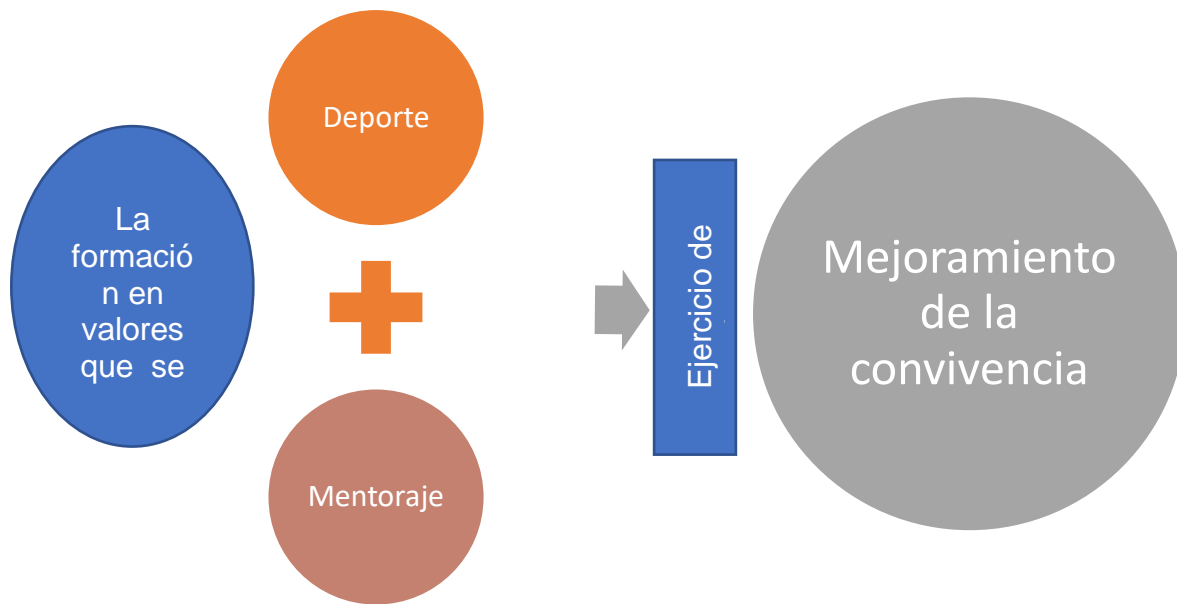 La
formació
n en
valores
que se
Deporte
Mentoraje
Ejercicio de
Mejoramiento
de la
convivencia